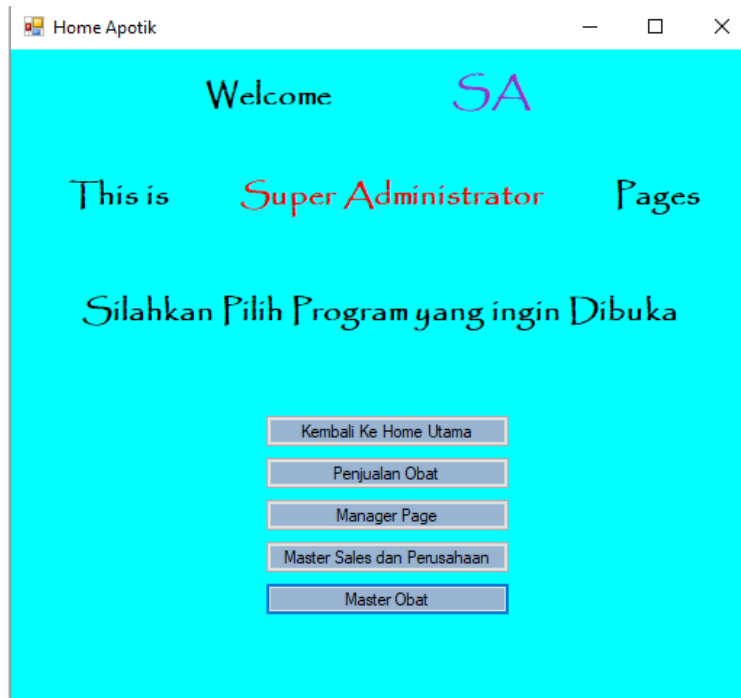 Home Apotik
Welcome SA
This is Super Administrator Pages
Silahkan Pilih Program yang ingin Dibuka
Kembali Ke Home Utama
Penjualan Obat
Manager Page
Master Sales dan Perusahaan
Master Obat